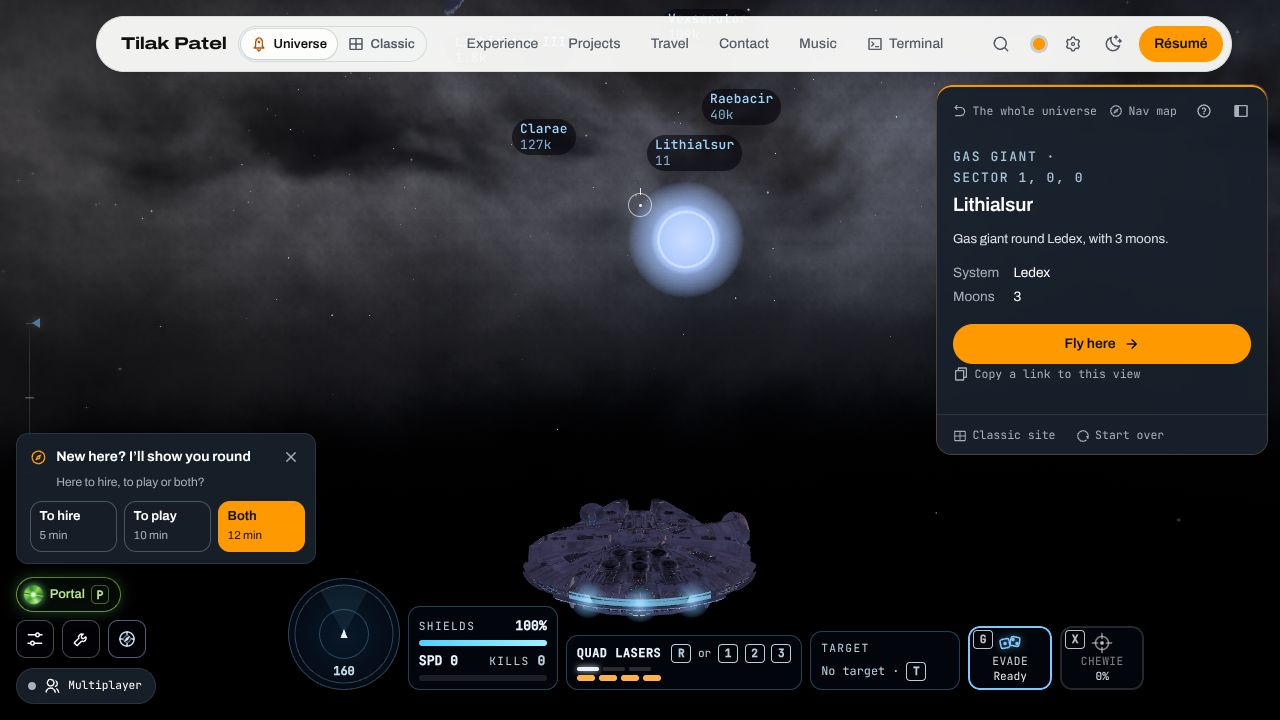 Tilak Patel
Universe
Classic
Experience
Projects
Travel
Contact
Music
Terminal
Résumé
Raebacir
40k
Clarae
127k
Lithialsur
11
The whole universe
Nav map
GAS GIANT ·
SECTOR 1, 0, 0
Lithialsur
Gas giant round Ledex, with 3 moons.
System Ledex
Moons 3
Fly here →
Copy a link to this view
Classic site
Start over
New here? I’ll show you round
Here to hire, to play or both?
To hire
5 min
To play
10 min
Both
12 min
Portal P
Multiplayer
160
SHIELDS 100%
SPD 0 KILLS 0
QUAD LASERS R or 1 2 3
TARGET
No target · T
G
EVADE
Ready
X
CHEWIE
0%